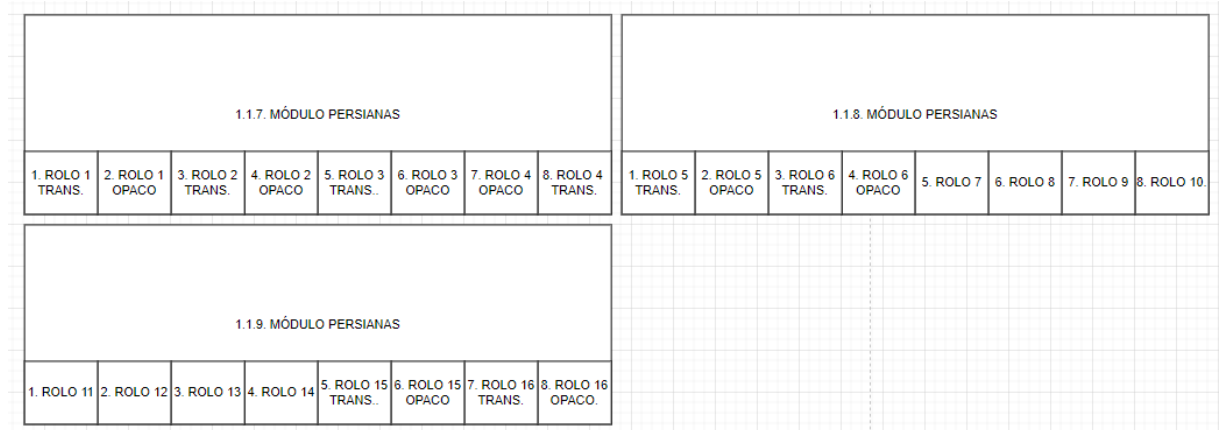 1.1.7. MÓDULO PERSIANAS
1. ROLO 1
TRANS.
2. ROLO 1
OPACO
3. ROLO 2
TRANS.
4. ROLO 2
OPACO
5. ROLO 3
TRANS..
6. ROLO 3
OPACO
7. ROLO 4
OPACO
8. ROLO 4
TRANS.
1.1.8. MÓDULO PERSIANAS
1. ROLO 5
TRANS.
2. ROLO 5
OPACO
3. ROLO 6
TRANS.
4. ROLO 6
OPACO
5. ROLO 7
6. ROLO 8
7. ROLO 9
8. ROLO 10.
1.1.9. MÓDULO PERSIANAS
1. ROLO 11
2. ROLO 12
3. ROLO 13
4. ROLO 14
5. ROLO 15
TRANS..
6. ROLO 15
OPACO
7. ROLO 16
TRANS.
8. ROLO 16
OPACO.